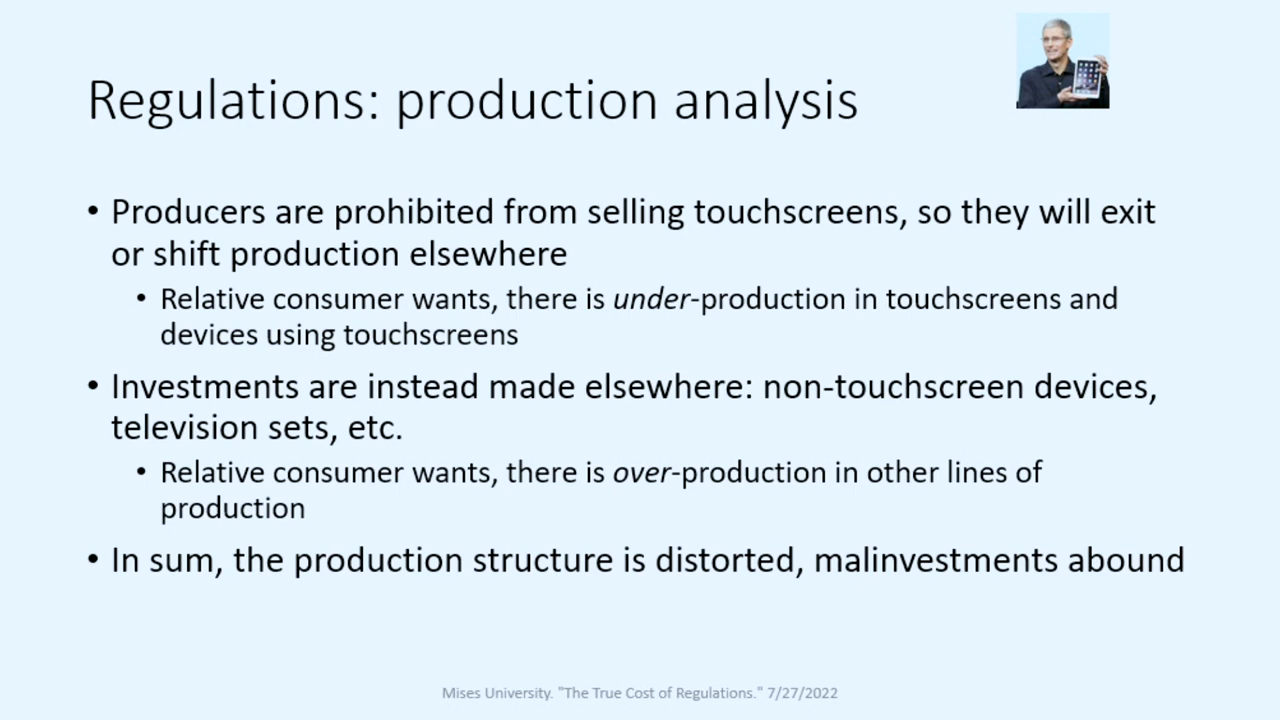 Regulations: production analysis
• Producers are prohibited from selling touchscreens, so they will exit
or shift production elsewhere
• Relative consumer wants, there is under-production in touchscreens and
devices using touchscreens
• Investments are instead made elsewhere: non-touchscreen devices,
television sets, etc.
• Relative consumer wants, there is over-production in other lines of
production
• In sum, the production structure is distorted, malinvestments abound
Mises University. "The True Cost of Regulations." 7/27/2022